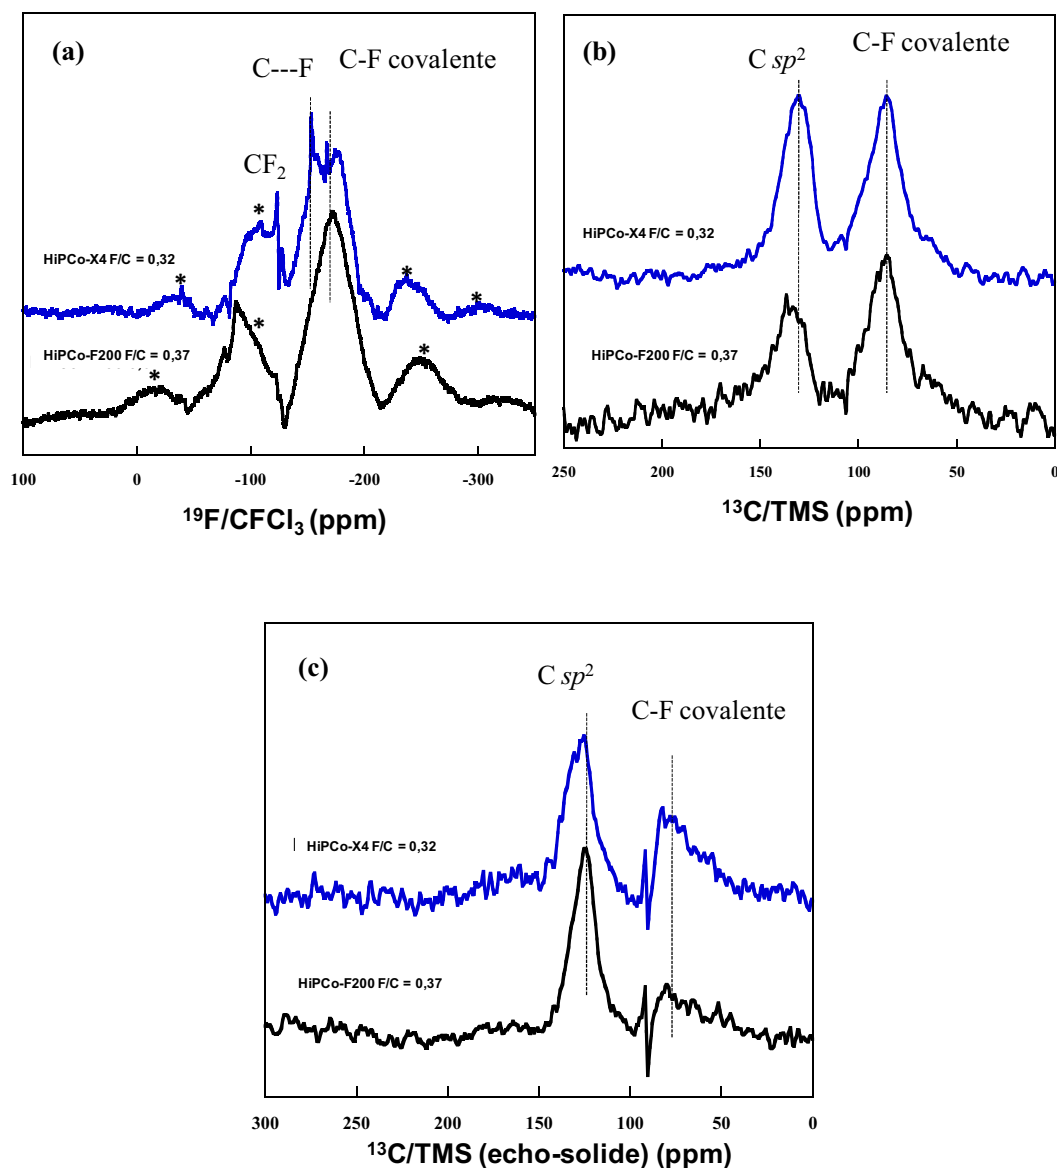 (a)
C-F covalente
C---F
CF2
*
*
*
*
HiPCo-X4 F/C = 0,32
HiPCo-F200 F/C = 0,37
*
*
*
100 0 -100 -200 -300
19F/CFCl3 (ppm)
(b)
C-F covalente
C sp2
HiPCo-X4 F/C = 0,32
HiPCo-F200 F/C = 0,37
250 200 150 100 50 0
13C/TMS (ppm)
(c)
C sp2
C-F covalente
HiPCo-X4 F/C = 0,32
HiPCo-F200 F/C = 0,37
300 250 200 150 100 50 0
13C/TMS (echo-solide) (ppm)